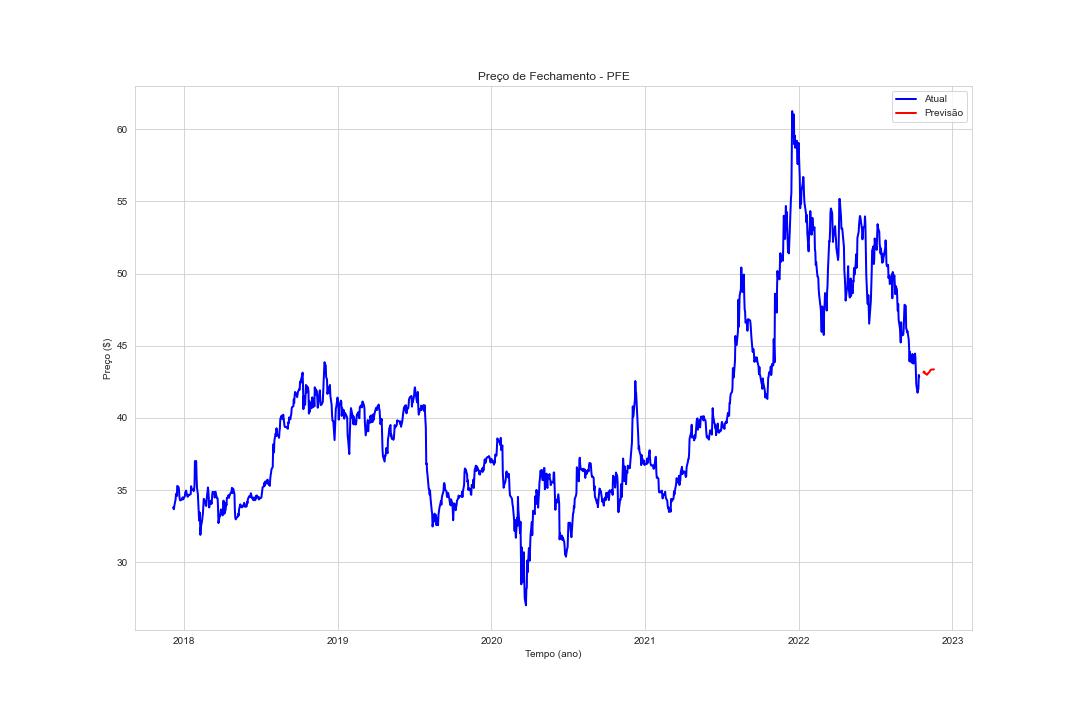 Preço de Fechamento - PFE
Atual
Previsão
60
55
50
45
40
35
30
Preço ($)
2018 2019 2020 2021 2022 2023
Tempo (ano)